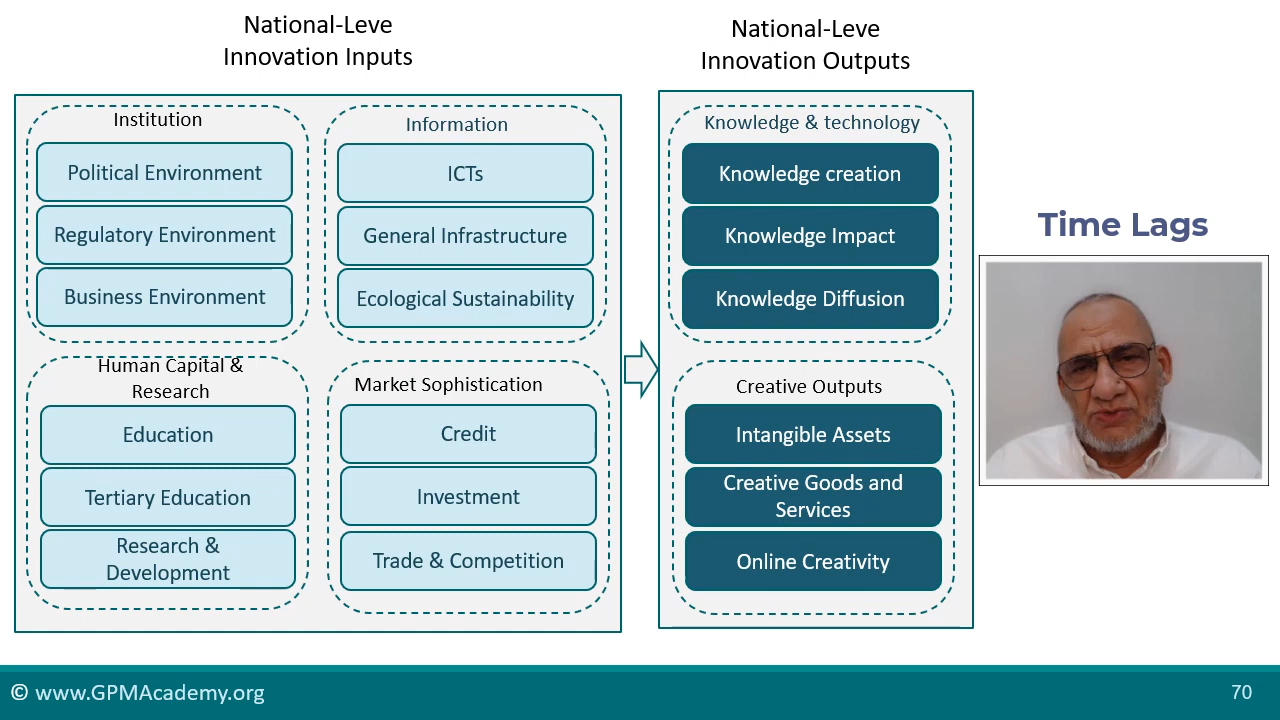 National-Leve
Innovation Inputs
Institution
Political Environment
Regulatory Environment
Business Environment
Information
ICTs
General Infrastructure
Ecological Sustainability
Human Capital &
Research
Education
Tertiary Education
Research &
Development
Market Sophistication
Credit
Investment
Trade & Competition
National-Leve
Innovation Outputs
Knowledge & technology
Knowledge creation
Knowledge Impact
Knowledge Diffusion
Creative Outputs
Intangible Assets
Creative Goods and
Services
Online Creativity
Time Lags
© www.GPMAcademy.org
70